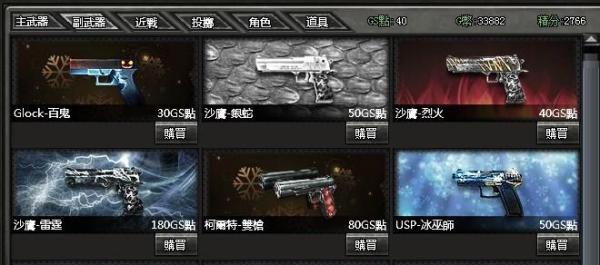 主武器 副武器 近戰 投擲 角色 道具 GS點-40 G幣-33882 積分-2766
Glock-百鬼 30GS點 沙鷹-銀蛇 50GS點 沙鷹-烈火 40GS點
購買 購買 購買
沙鷹-雷霆 180GS點 柯爾特-雙槍 80GS點 USP-冰巫師 50GS點
購買 購買 購買